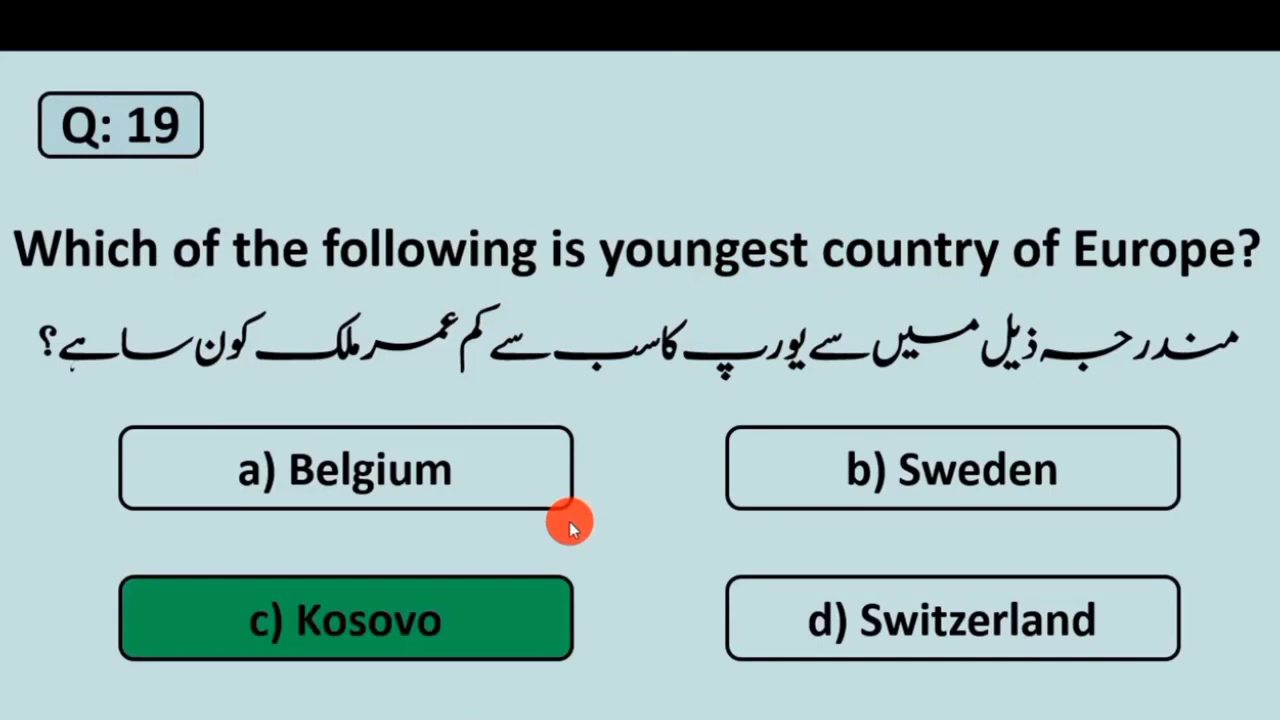 Q: 19
Which of the following is youngest country of Europe?
مندرجہ ذیل میں سے یورپ کا سب سے کم عمر ملک کون سا ہے؟
a) Belgium
b) Sweden
c) Kosovo
d) Switzerland